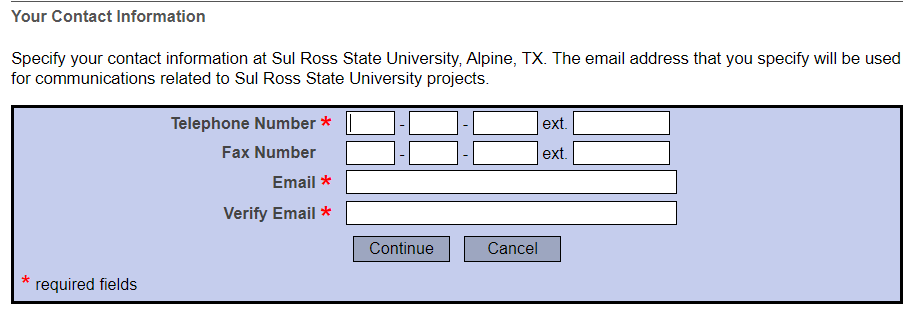 Your Contact Information
Specify your contact information at Sul Ross State University, Alpine, TX. The email address that you specify will be used
for communications related to Sul Ross State University projects.
Telephone Number * - - ext.
Fax Number - - ext.
Email *
Verify Email *
Continue Cancel
* required fields